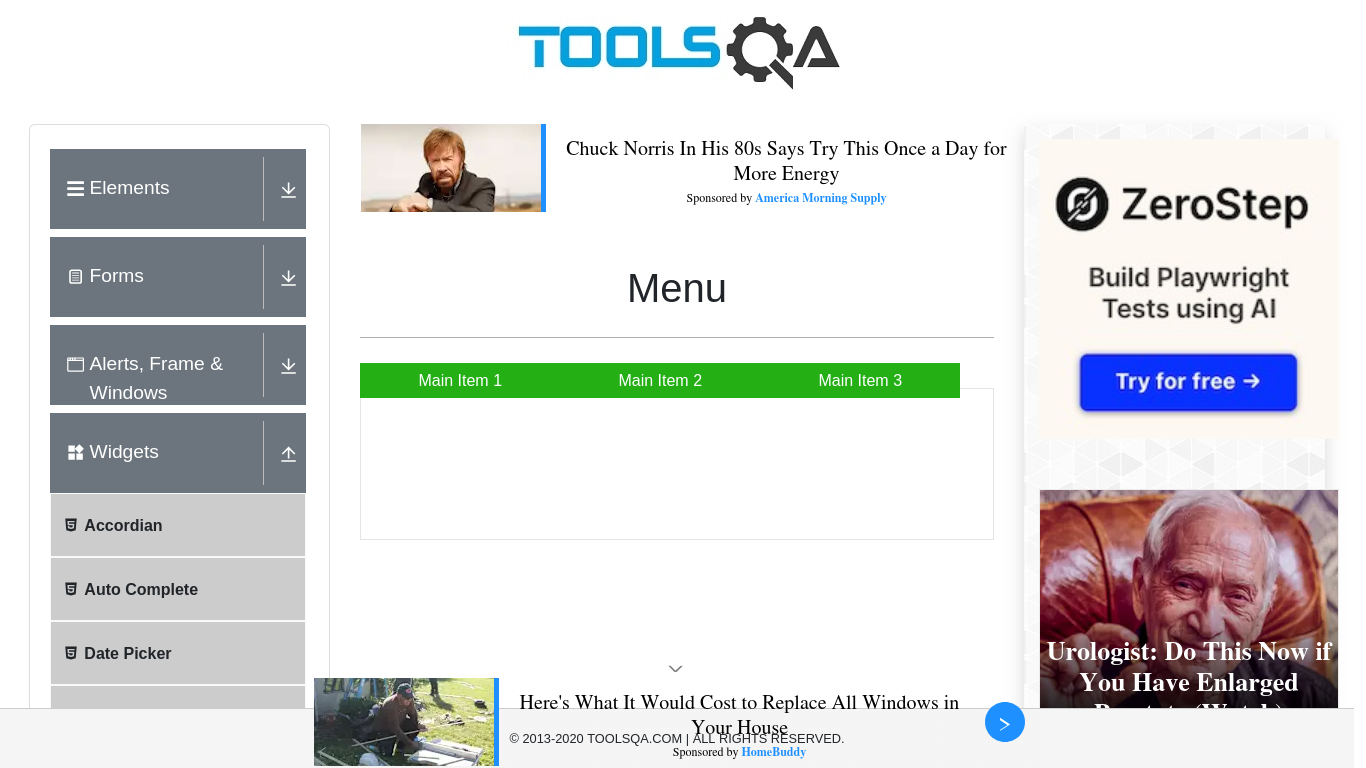 TOOLSQA
Elements
Forms
Alerts, Frame &
Windows
Widgets
Accordian
Auto Complete
Date Picker
Chuck Norris In His 80s Says Try This Once a Day for
More Energy
Sponsored by America Morning Supply
Menu
Main Item 1
Main Item 2
Main Item 3
ZeroStep
Build Playwright
Tests using AI
Try for free →
Urologist: Do This Now if
You Have Enlarged
Prostate (Watch)
Here's What It Would Cost to Replace All Windows in
Your House
© 2013-2020 TOOLSQA.COM | ALL RIGHTS RESERVED.
Sponsored by HomeBuddy